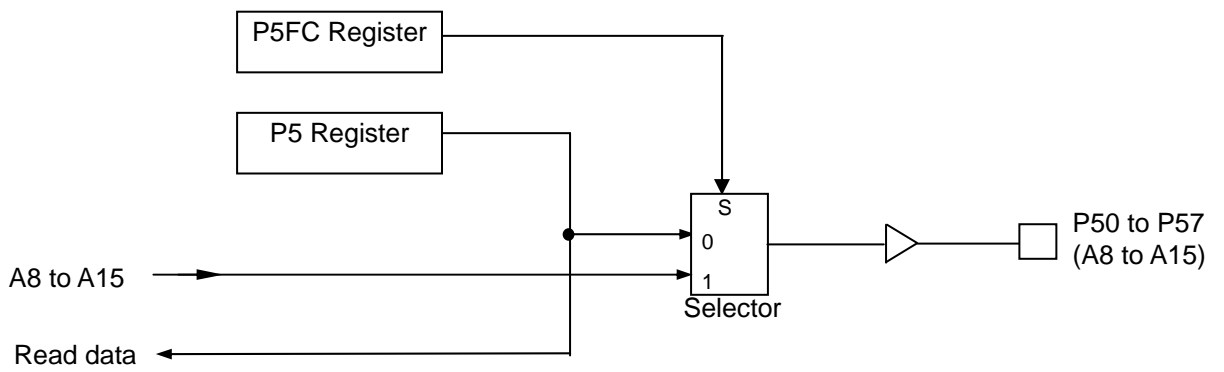 P5FC Register
P5 Register
S
0
1
Selector
A8 to A15
Read data
P50 to P57
(A8 to A15)